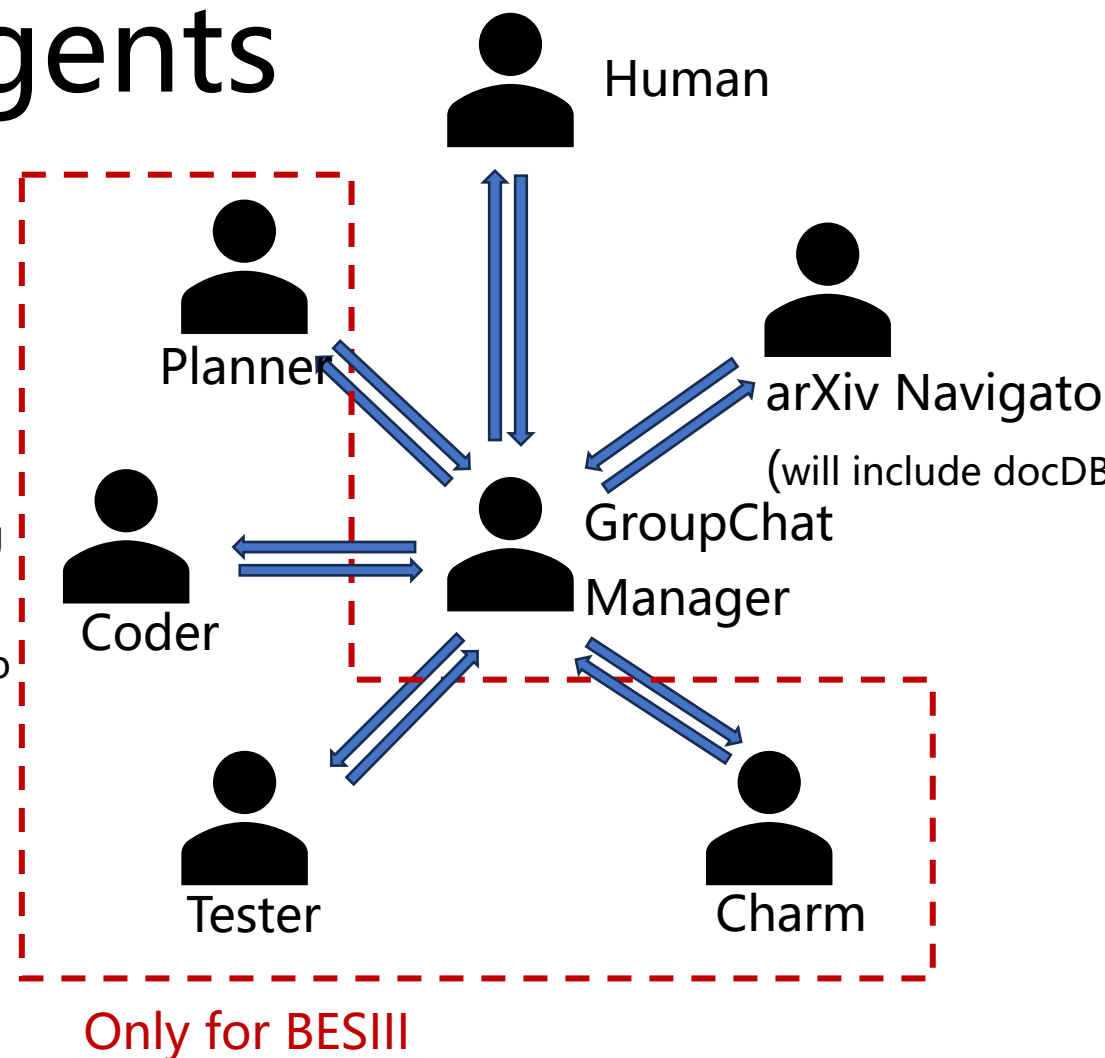 gents
Human
Planner
arXiv Navigato
(will include docDB
GroupChat
Manager
Coder
Tester
Charm
Only for BESIII